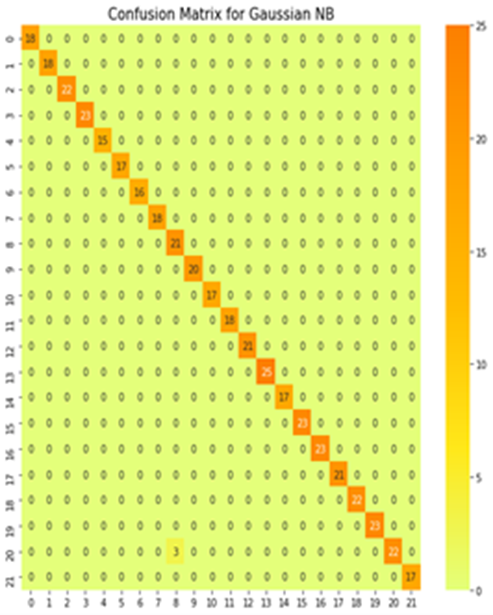 Confusion Matrix for Gaussian NB
0 18 0 0 0 0 0 0 0 0 0 0 0 0 0 0 0 0 0 0 0 0 0
1 0 18 0 0 0 0 0 0 0 0 0 0 0 0 0 0 0 0 0 0 0 0
2 0 0 22 0 0 0 0 0 0 0 0 0 0 0 0 0 0 0 0 0 0 0
3 0 0 0 23 0 0 0 0 0 0 0 0 0 0 0 0 0 0 0 0 0 0
4 0 0 0 0 15 0 0 0 0 0 0 0 0 0 0 0 0 0 0 0 0 0
5 0 0 0 0 0 17 0 0 0 0 0 0 0 0 0 0 0 0 0 0 0 0
6 0 0 0 0 0 0 16 0 0 0 0 0 0 0 0 0 0 0 0 0 0 0
7 0 0 0 0 0 0 0 18 0 0 0 0 0 0 0 0 0 0 0 0 0 0
8 0 0 0 0 0 0 0 0 21 0 0 0 0 0 0 0 0 0 0 0 0 0
9 0 0 0 0 0 0 0 0 0 20 0 0 0 0 0 0 0 0 0 0 0 0
10 0 0 0 0 0 0 0 0 0 0 17 0 0 0 0 0 0 0 0 0 0 0
11 0 0 0 0 0 0 0 0 0 0 0 18 0 0 0 0 0 0 0 0 0 0
12 0 0 0 0 0 0 0 0 0 0 0 0 21 0 0 0 0 0 0 0 0 0
13 0 0 0 0 0 0 0 0 0 0 0 0 0 25 0 0 0 0 0 0 0 0
14 0 0 0 0 0 0 0 0 0 0 0 0 0 0 17 0 0 0 0 0 0 0
15 0 0 0 0 0 0 0 0 0 0 0 0 0 0 0 23 0 0 0 0 0 0
16 0 0 0 0 0 0 0 0 0 0 0 0 0 0 0 0 23 0 0 0 0 0
17 0 0 0 0 0 0 0 0 0 0 0 0 0 0 0 0 0 21 0 0 0 0
18 0 0 0 0 0 0 0 0 0 0 0 0 0 0 0 0 0 0 22 0 0 0
19 0 0 0 0 0 0 0 0 0 0 0 0 0 0 0 0 0 0 0 23 0 0
20 0 0 0 0 0 0 0 0 3 0 0 0 0 0 0 0 0 0 0 0 22 0
21 0 0 0 0 0 0 0 0 0 0 0 0 0 0 0 0 0 0 0 0 0 17
0 1 2 3 4 5 6 7 8 9 10 11 12 13 14 15 16 17 18 19 20 21
25
20
15
10
5
0